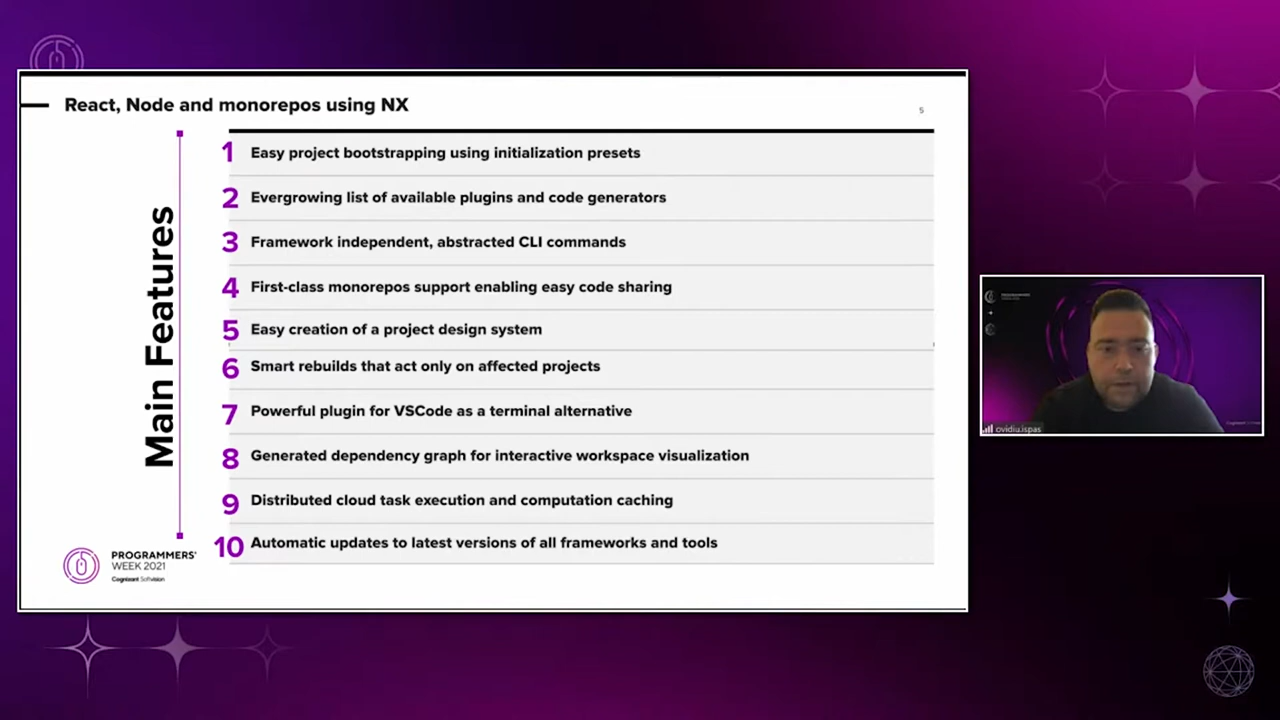 React, Node and monorepos using NX
5
Main Features
1 Easy project bootstrapping using initialization presets
2 Evergrowing list of available plugins and code generators
3 Framework independent, abstracted CLI commands
4 First-class monorepos support enabling easy code sharing
5 Easy creation of a project design system
6 Smart rebuilds that act only on affected projects
7 Powerful plugin for VSCode as a terminal alternative
8 Generated dependency graph for interactive workspace visualization
9 Distributed cloud task execution and computation caching
10 Automatic updates to latest versions of all frameworks and tools
PROGRAMMERS'
WEEK 2021
Cognizant Softvision
ovidiu.ispas